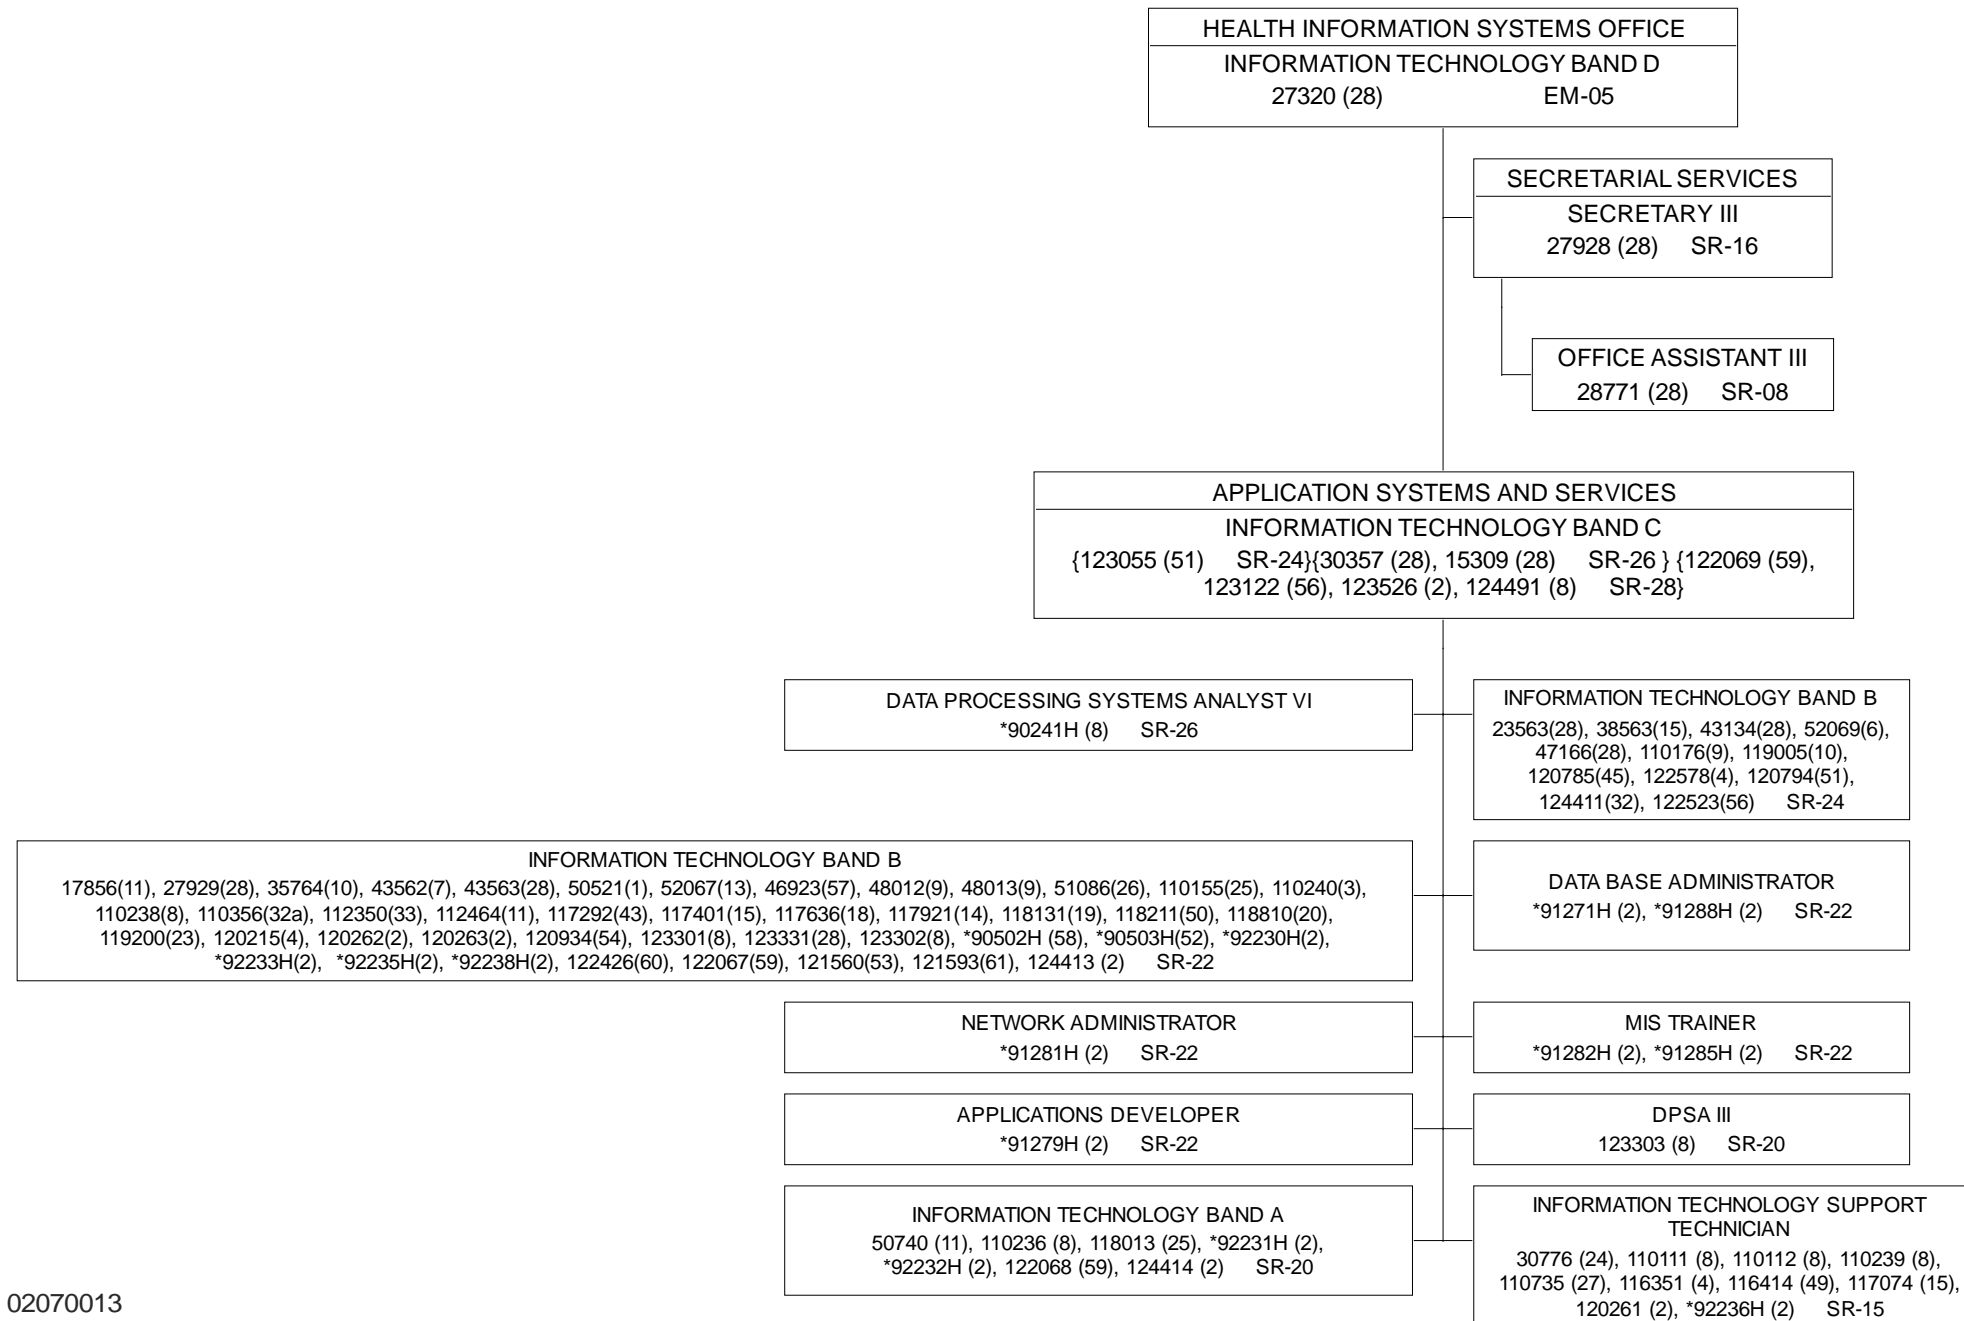 HEALTH INFORMATION SYSTEMS OFFICE
INFORMATION TECHNOLOGY BAND D
27320 (28) EM-05
SECRETARIAL SERVICES
SECRETARY III
27928 (28) SR-16
OFFICE ASSISTANT III
28771 (28) SR-08
APPLICATION SYSTEMS AND SERVICES
INFORMATION TECHNOLOGY BAND C
{123055 (51) SR-24}{30357 (28), 15309 (28) SR-26 } {122069 (59),
123122 (56), 123526 (2), 124491 (8) SR-28}
DATA PROCESSING SYSTEMS ANALYST VI
*90241H (8) SR-26
INFORMATION TECHNOLOGY BAND B
23563(28), 38563(15), 43134(28), 52069(6),
47166(28), 110176(9), 119005(10),
120785(45), 122578(4), 120794(51),
124411(32), 122523(56) SR-24
INFORMATION TECHNOLOGY BAND B
17856(11), 27929(28), 35764(10), 43562(7), 43563(28), 50521(1), 52067(13), 46923(57), 48012(9), 48013(9), 51086(26), 110155(25), 110240(3),
110238(8), 110356(32a), 112350(33), 112464(11), 117292(43), 117401(15), 117636(18), 117921(14), 118131(19), 118211(50), 118810(20),
119200(23), 120215(4), 120262(2), 120263(2), 120934(54), 123301(8), 123331(28), 123302(8), *90502H (58), *90503H(52), *92230H(2),
*92233H(2), *92235H(2), *92238H(2), 122426(60), 122067(59), 121560(53), 121593(61), 124413 (2) SR-22
DATA BASE ADMINISTRATOR
*91271H (2), *91288H (2) SR-22
NETWORK ADMINISTRATOR
*91281H (2) SR-22
MIS TRAINER
*91282H (2), *91285H (2) SR-22
APPLICATIONS DEVELOPER
*91279H (2) SR-22
DPSA III
123303 (8) SR-20
INFORMATION TECHNOLOGY BAND A
50740 (11), 110236 (8), 118013 (25), *92231H (2),
*92232H (2), 122068 (59), 124414 (2) SR-20
INFORMATION TECHNOLOGY SUPPORT
TECHNICIAN
30776 (24), 110111 (8), 110112 (8), 110239 (8),
110735 (27), 116351 (4), 116414 (49), 117074 (15),
120261 (2), *92236H (2) SR-15
02070013